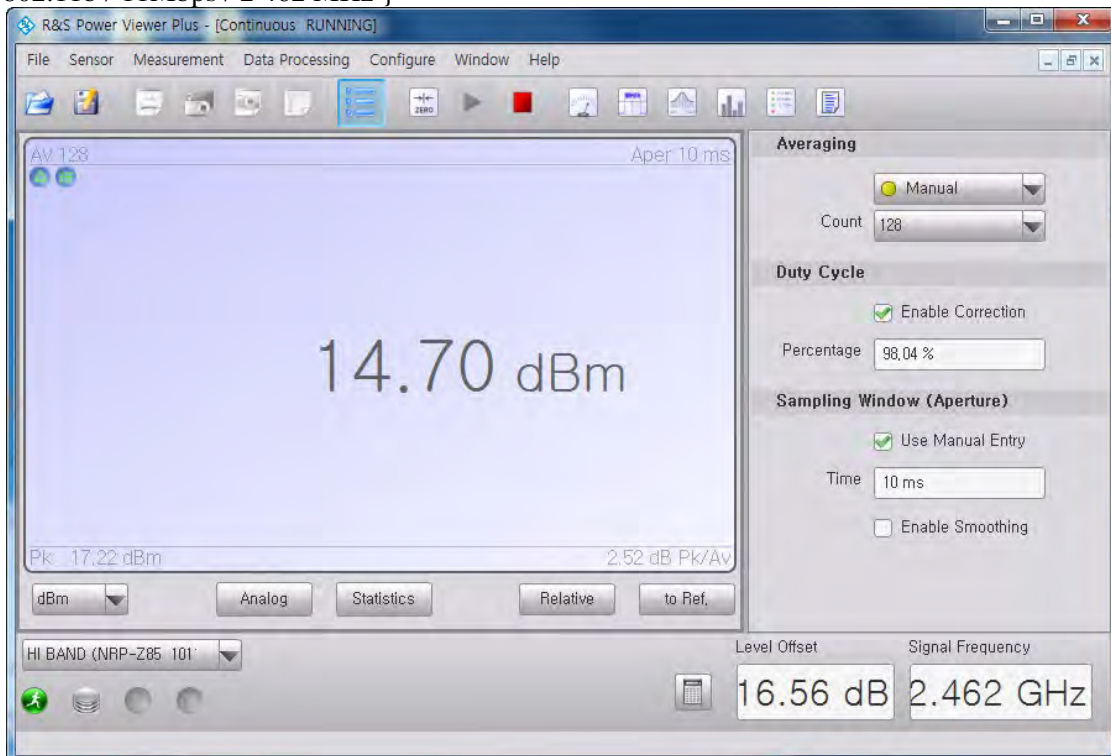 R&S Power Viewer Plus - [Continuous RUNNING]
File Sensor Measurement Data Processing Configure Window Help
ZERO
AV 128 Aper 10 ms
14.70 dBm
Pk 17,22 dBm 2,52 dB Pk/Av
dBm Analog Statistics Relative to Ref,
Averaging
Manual
Count 128
Duty Cycle
Enable Correction
Percentage 98,04 %
Sampling Window (Aperture)
Use Manual Entry
Time 10 ms
Enable Smoothing
HI BAND (NRP-Z85 101
Level Offset Signal Frequency
16.56 dB 2.462 GHz